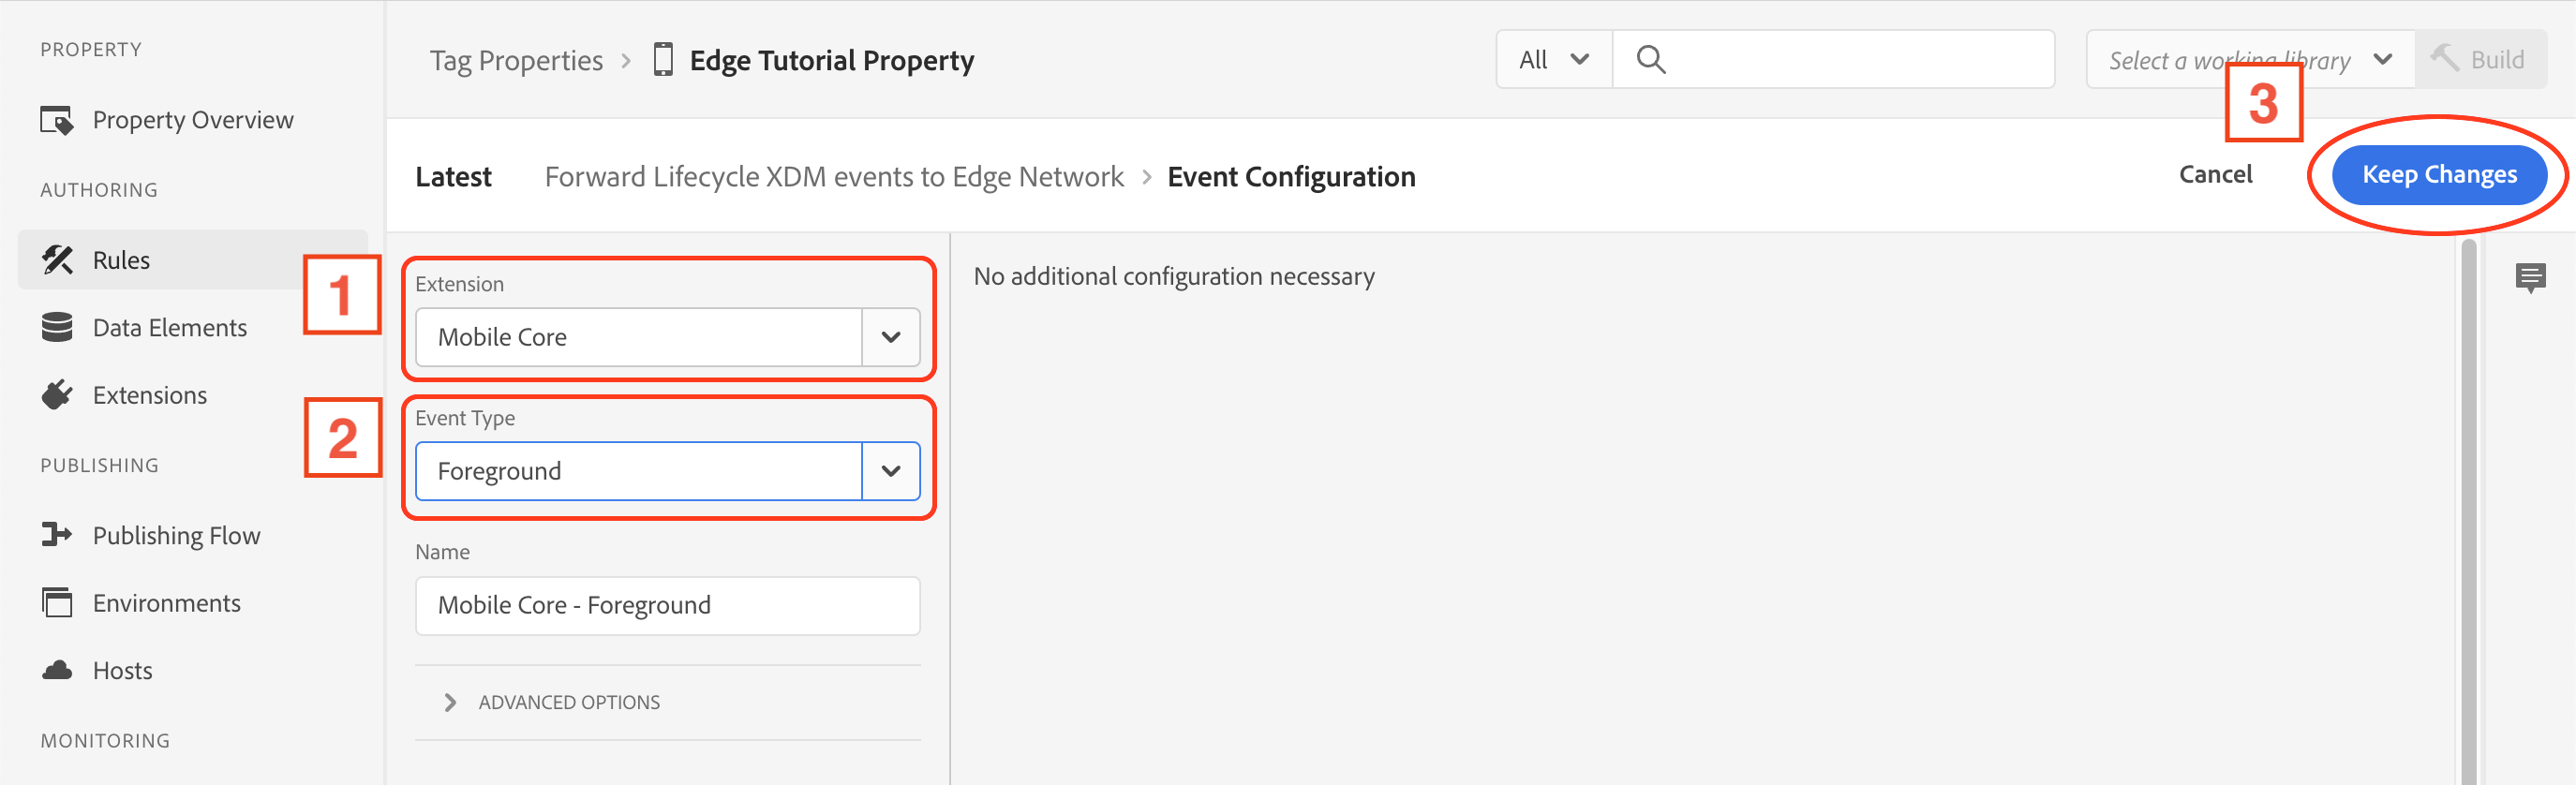 PROPERTY
Property Overview
AUTHORING
Rules
Data Elements
Extensions
PUBLISHING
Publishing Flow
Environments
Hosts
MONITORING
Tag Properties > Edge Tutorial Property
All
Select a working library
Build
Latest
Forward Lifecycle XDM events to Edge Network > Event Configuration
Cancel
3
Keep Changes
1
Extension
Mobile Core
2
Event Type
Foreground
Name
Mobile Core - Foreground
ADVANCED OPTIONS
No additional configuration necessary